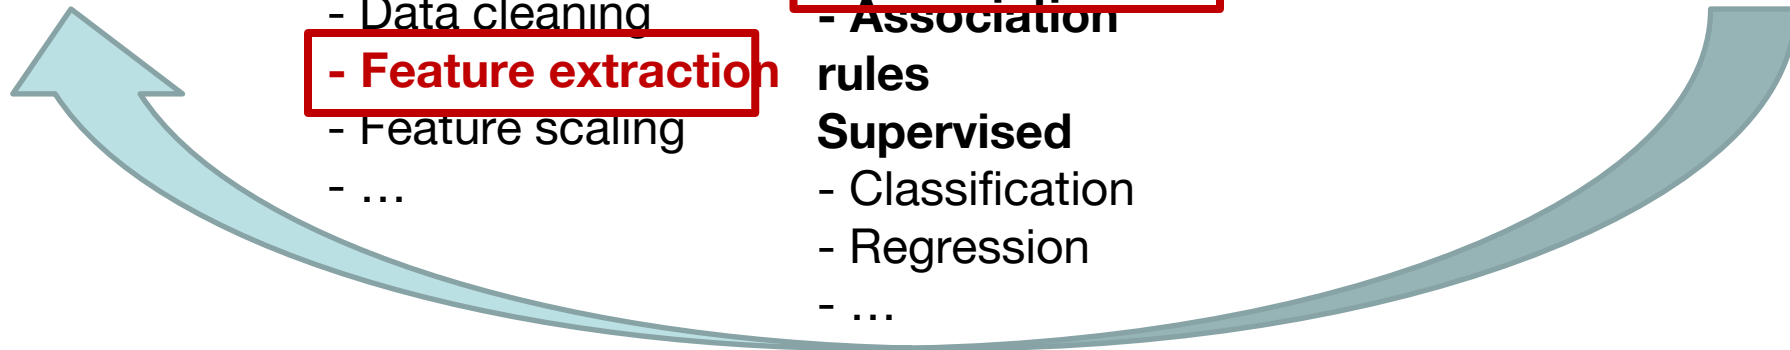 - Data cleaning
- Feature extraction
- Feature scaling
- …
- Association
rules
Supervised
- Classification
- Regression
- …